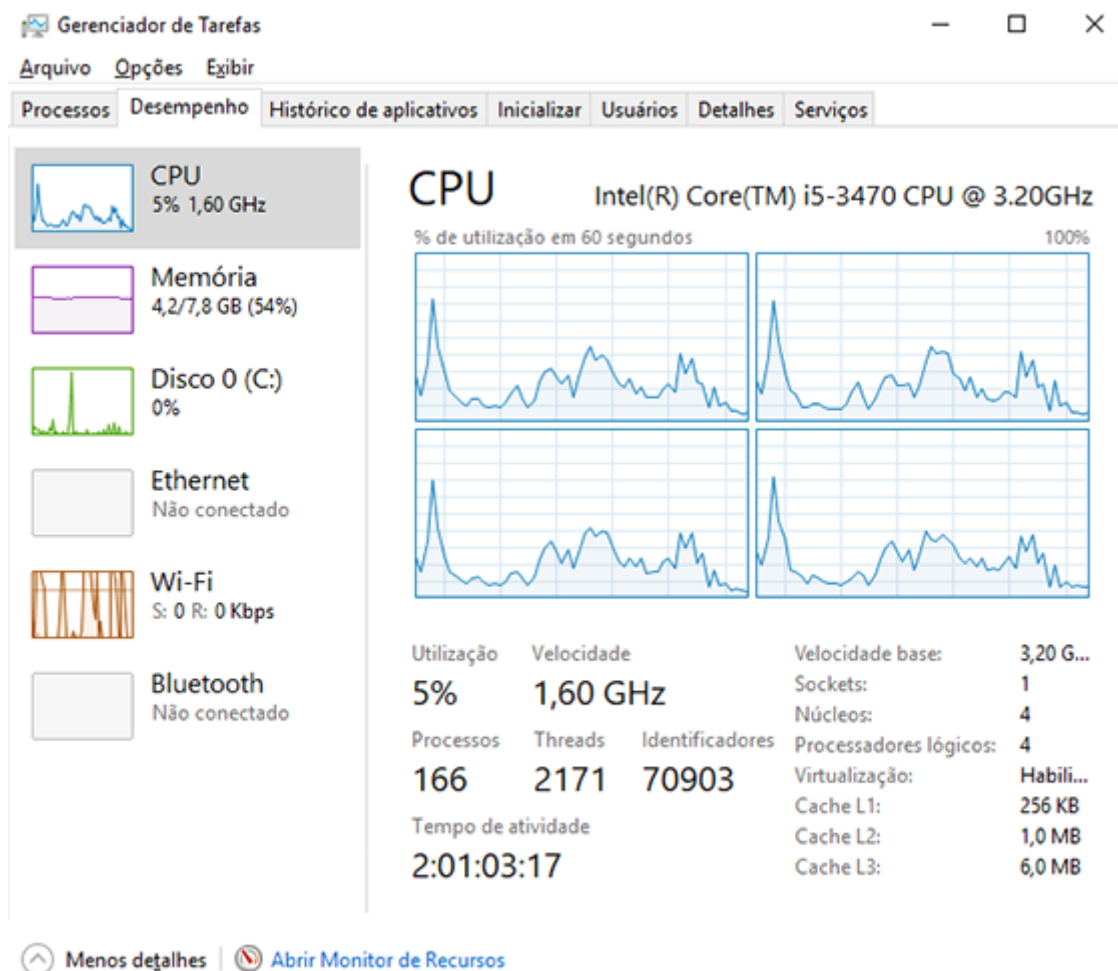 Gerenciador de Tarefas
Arquivo Opções Exibir
Processos Desempenho Histórico de aplicativos Inicializar Usuários Detalhes Serviços
CPU
5% 1,60 GHz
Memória
4,2/7,8 GB (54%)
Disco 0 (C:)
0%
Ethernet
Não conectado
Wi-Fi
S: 0 R: 0 Kbps
Bluetooth
Não conectado
CPU Intel(R) Core(TM) i5-3470 CPU @ 3.20GHz
% de utilização em 60 segundos 100%
Utilização Velocidade
5% 1,60 GHz
Processos Threads Identificadores
166 2171 70903
Tempo de atividade
2:01:03:17
Velocidade base: 3,20 G...
Sockets: 1
Núcleos: 4
Processadores lógicos: 4
Virtualização: Habili...
Cache L1: 256 KB
Cache L2: 1,0 MB
Cache L3: 6,0 MB
Menos detalhes Abrir Monitor de Recursos